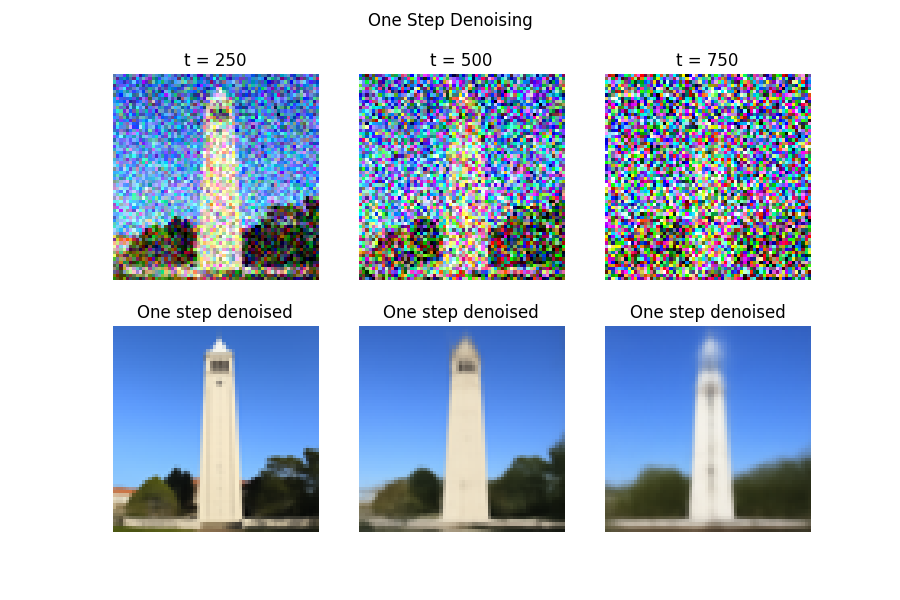 One Step Denoising
t = 250
t = 500
t = 750
One step denoised
One step denoised
One step denoised